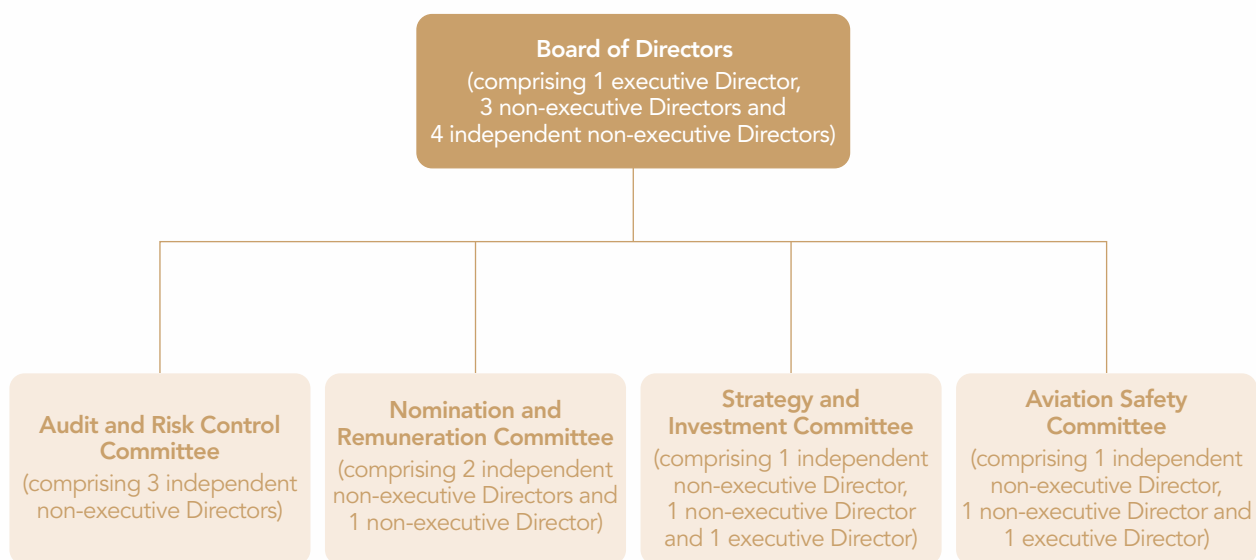 Board of Directors
(comprising 1 executive Director,
3 non-executive Directors and
4 independent non-executive Directors)
Audit and Risk Control
Committee
(comprising 3 independent
non-executive Directors)
Nomination and
Remuneration Committee
(comprising 2 independent
non-executive Directors and
1 non-executive Director)
Strategy and
Investment Committee
(comprising 1 independent
non-executive Director,
1 non-executive Director
and 1 executive Director)
Aviation Safety
Committee
(comprising 1 independent
non-executive Director,
1 non-executive Director and
1 executive Director)